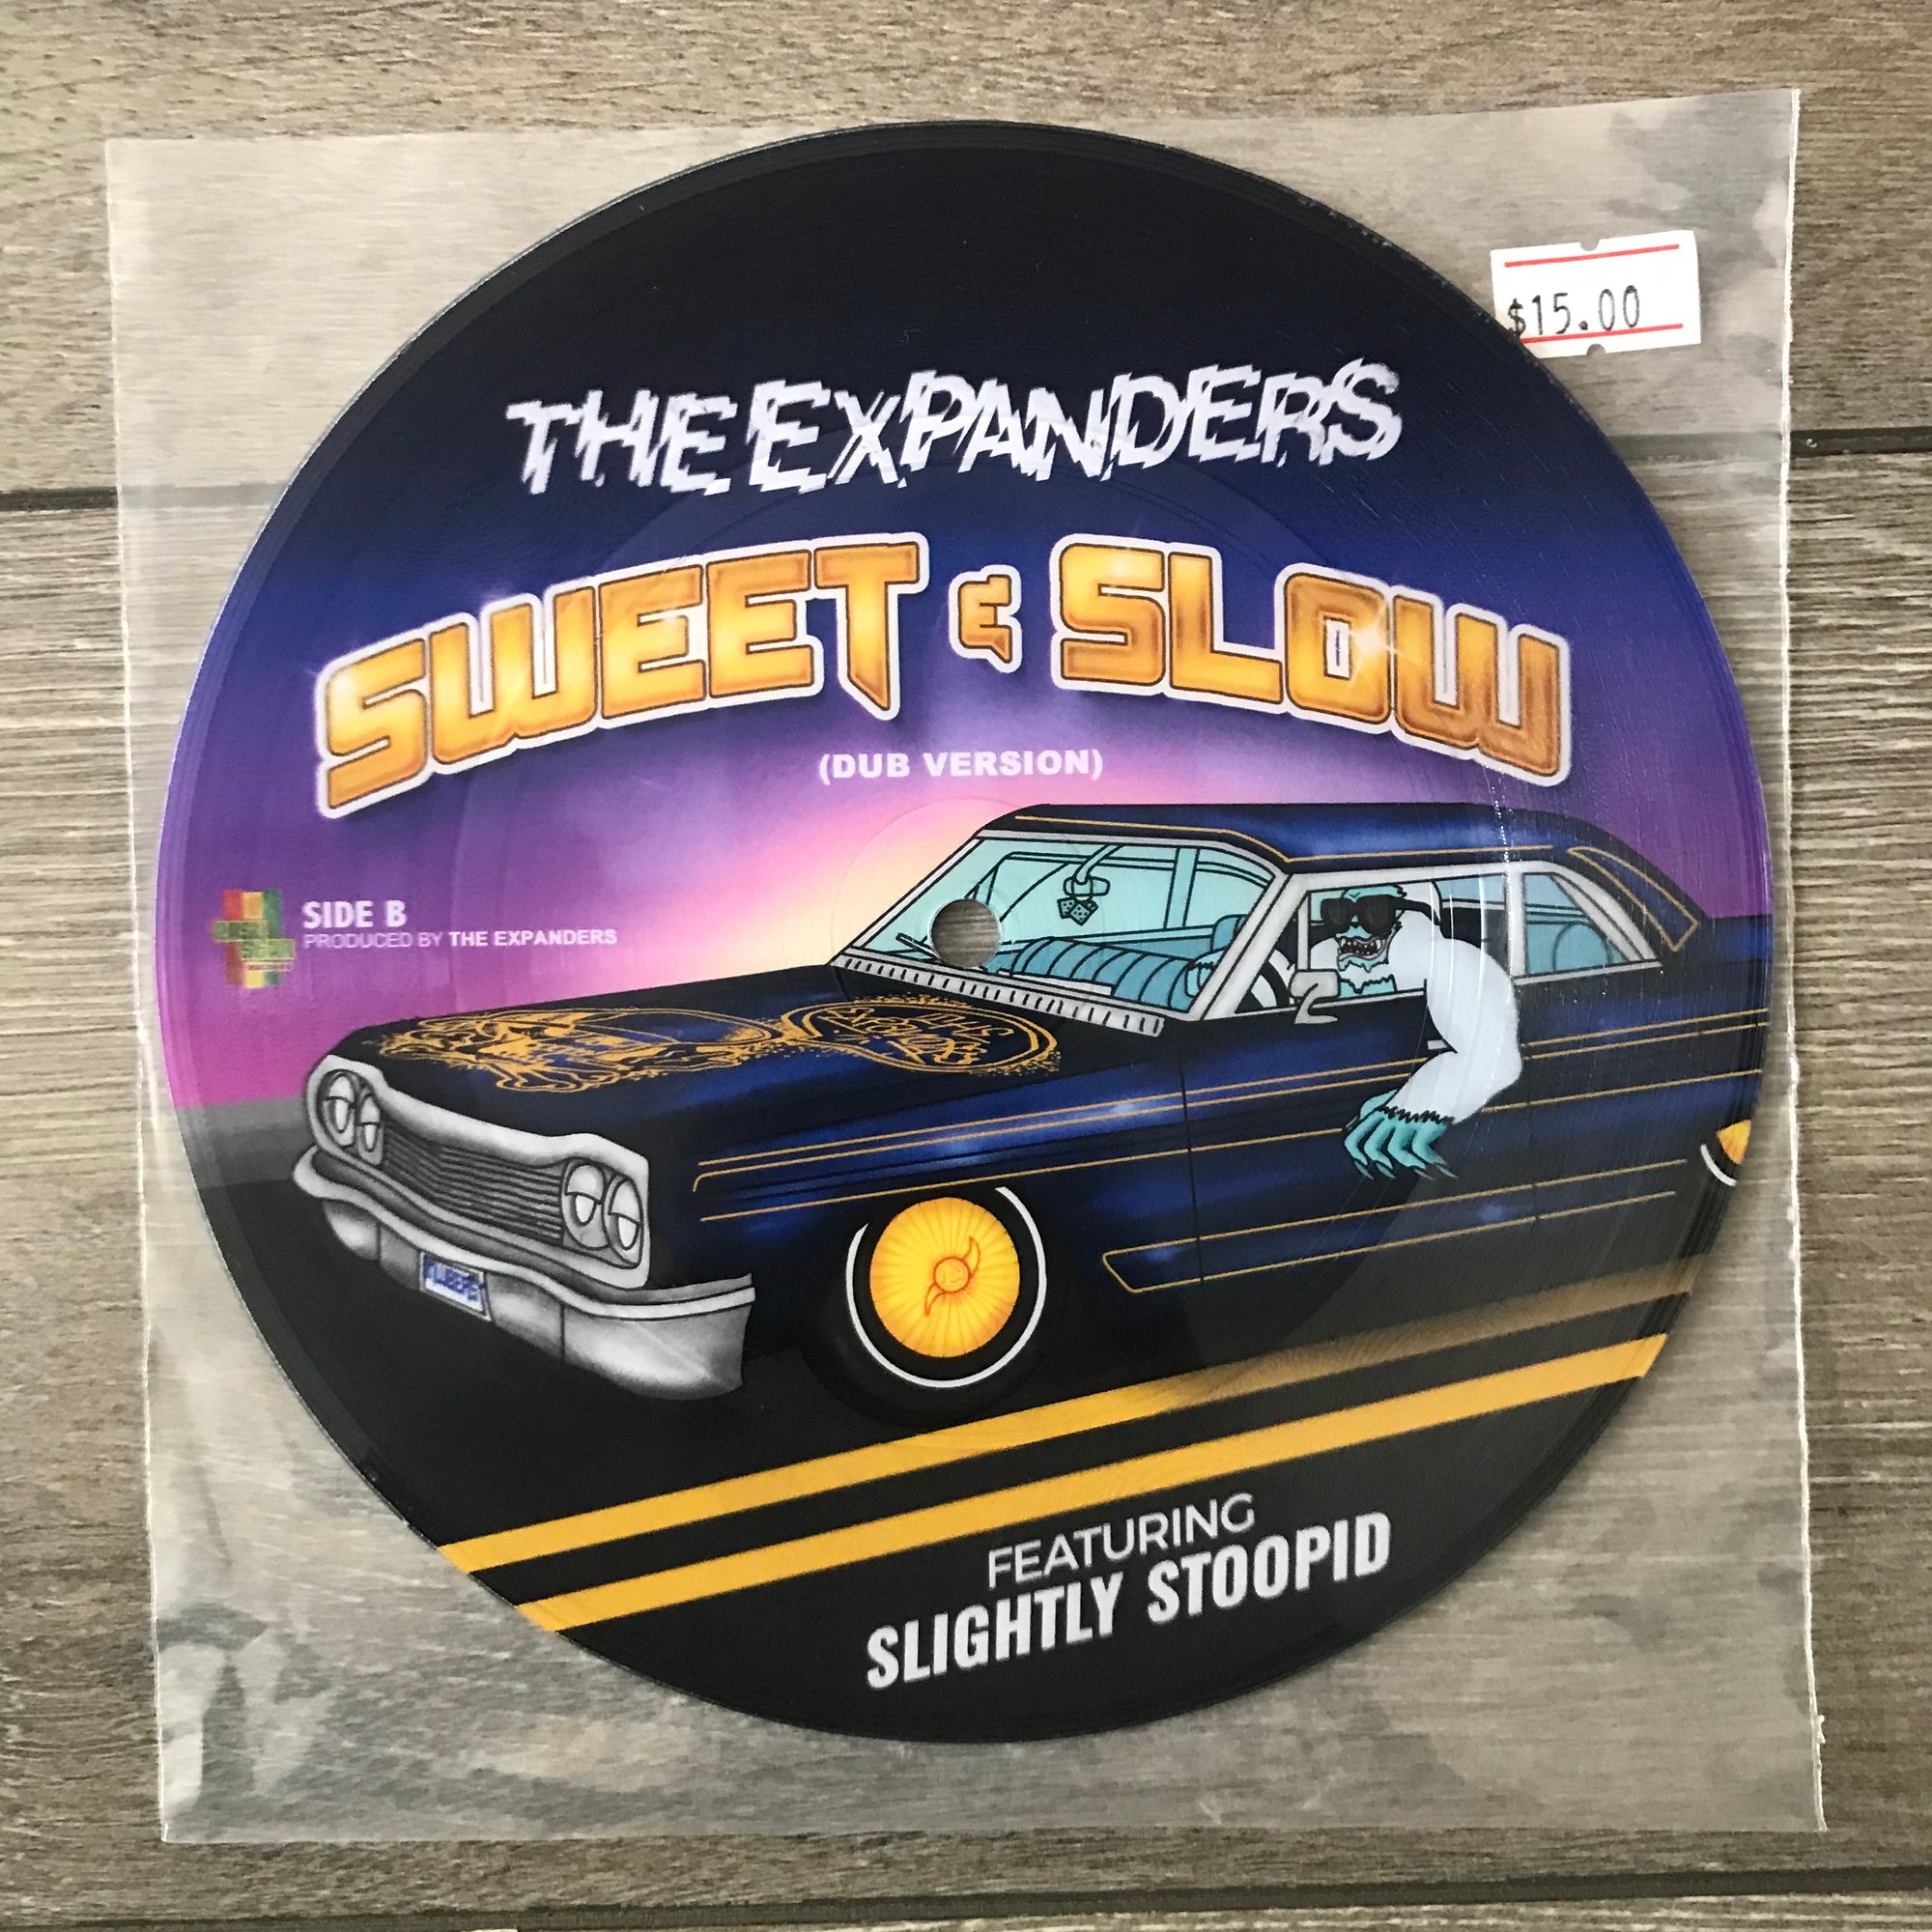 $15.00
THE EXPANDERS
SWEET & SLOW
(DUB VERSION)
SIDE B
PRODUCED BY THE EXPANDERS
FEATURING
SLIGHTLY STOOPID